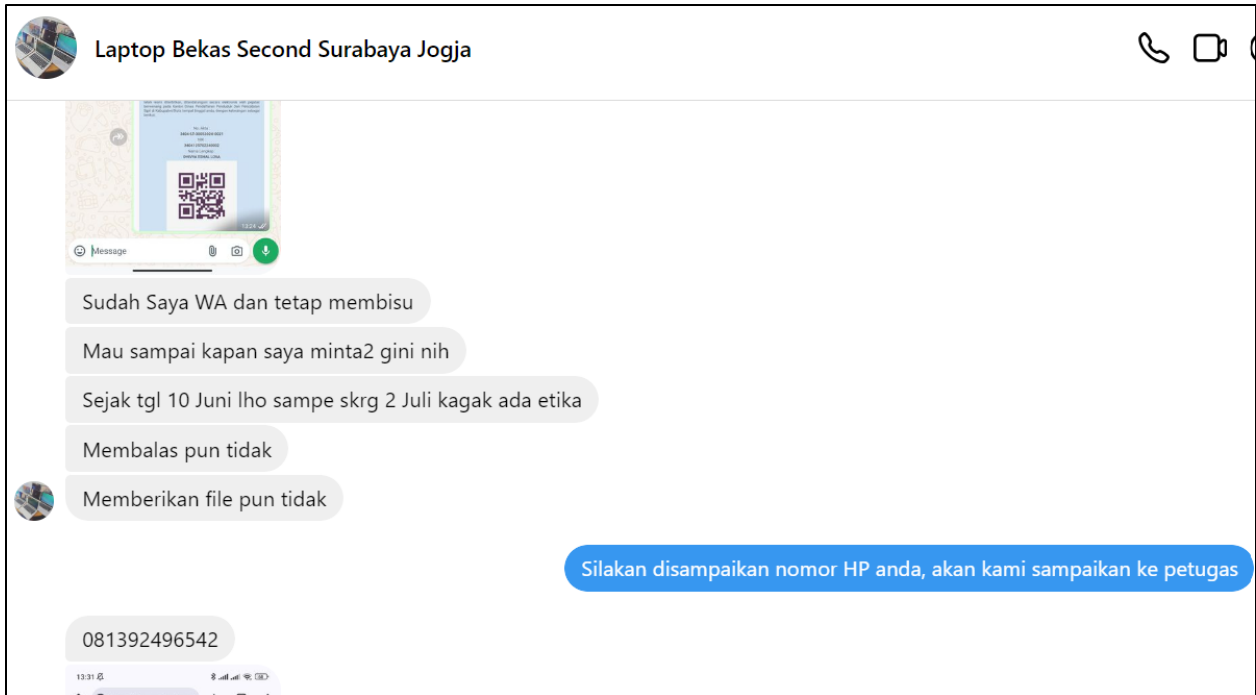 Laptop Bekas Second Surabaya Jogja
Message
Sudah Saya WA dan tetap membisu
Mau sampai kapan saya minta2 gini nih
Sejak tgl 10 Juni lho sampe skrg 2 Juli kagak ada etika
Membalas pun tidak
Memberikan file pun tidak
Silakan disampaikan nomor HP anda, akan kami sampaikan ke petugas
081392496542
13:31